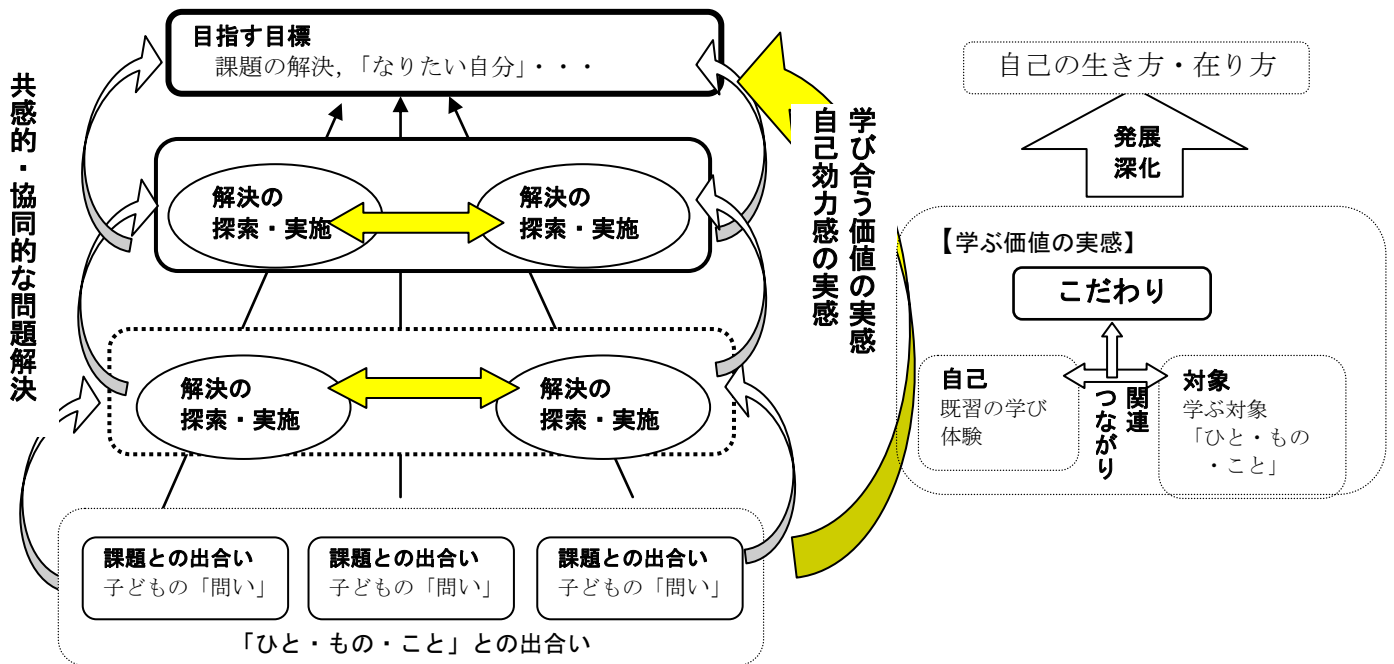 目指す目標
課題の解決，「なりたい自分」・・・
共感的・協同的な問題解決
解決の
探索・実施
解決の
探索・実施
解決の
探索・実施
解決の
探索・実施
課題との出合い
子どもの「問い」
課題との出合い
子どもの「問い」
課題との出合い
子どもの「問い」
「ひと・もの・こと」との出合い
学び合う価値の実感
自己効力感の実感
自己の生き方・在り方
発展
深化
【学ぶ価値の実感】
こだわり
自己
既習の学び
体験
関連
つながり
対象
学ぶ対象
「ひと・もの
・こと」